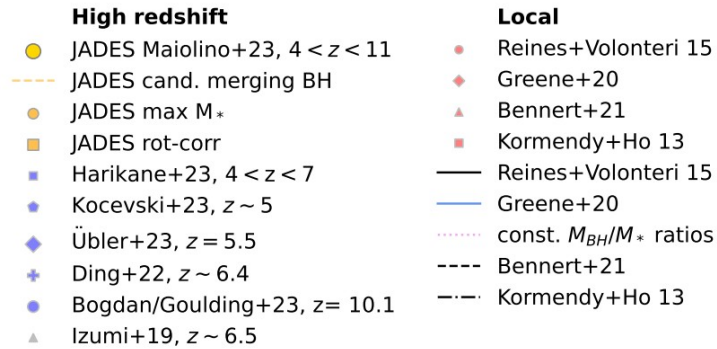 High redshift
JADES Maiolino+23, 4 < z < 11
JADES cand. merging BH
JADES max M*
JADES rot-corr
Harikane+23, 4 < z < 7
Kocevski+23, z ~ 5
Übler+23, z = 5.5
Ding+22, z ~ 6.4
Bogdan/Goulding+23, z= 10.1
Izumi+19, z ~ 6.5
Local
Reines+Volonteri 15
Greene+20
Bennert+21
Kormendy+Ho 13
Reines+Volonteri 15
Greene+20
const. M_BH/M* ratios
Bennert+21
Kormendy+Ho 13